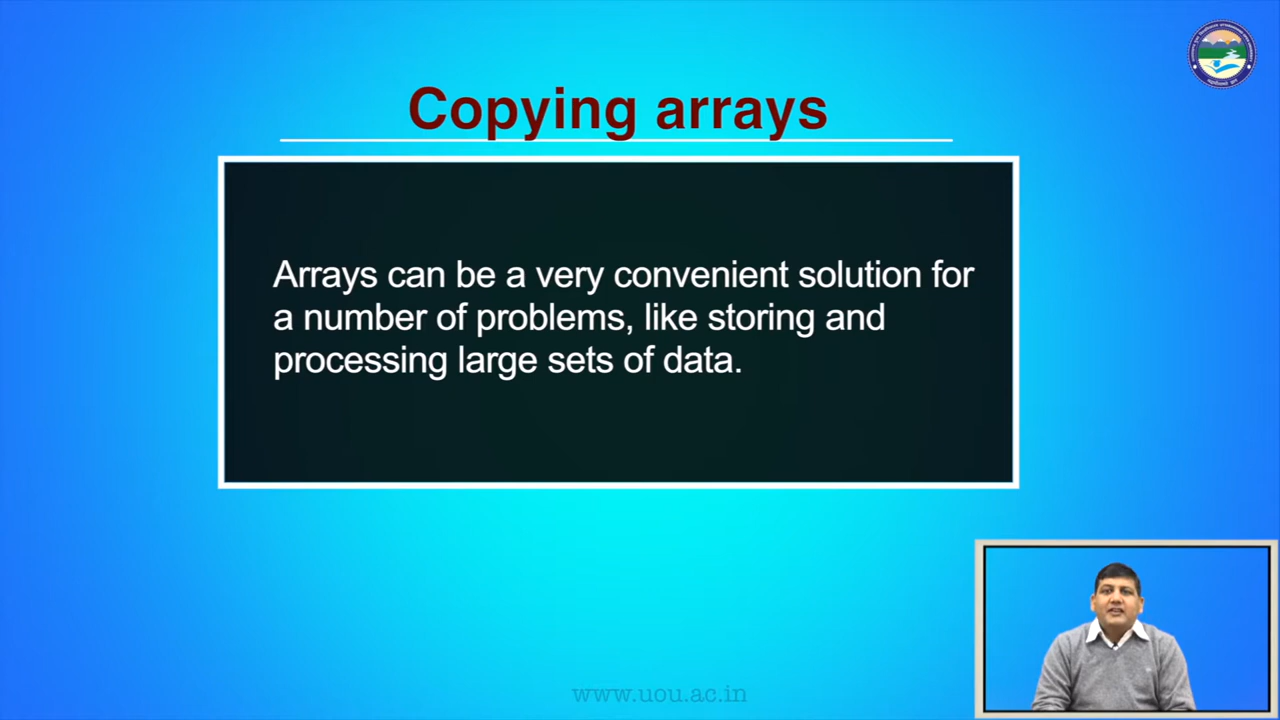 Copying arrays
Arrays can be a very convenient solution for
a number of problems, like storing and
processing large sets of data.
www.uou.ac.in